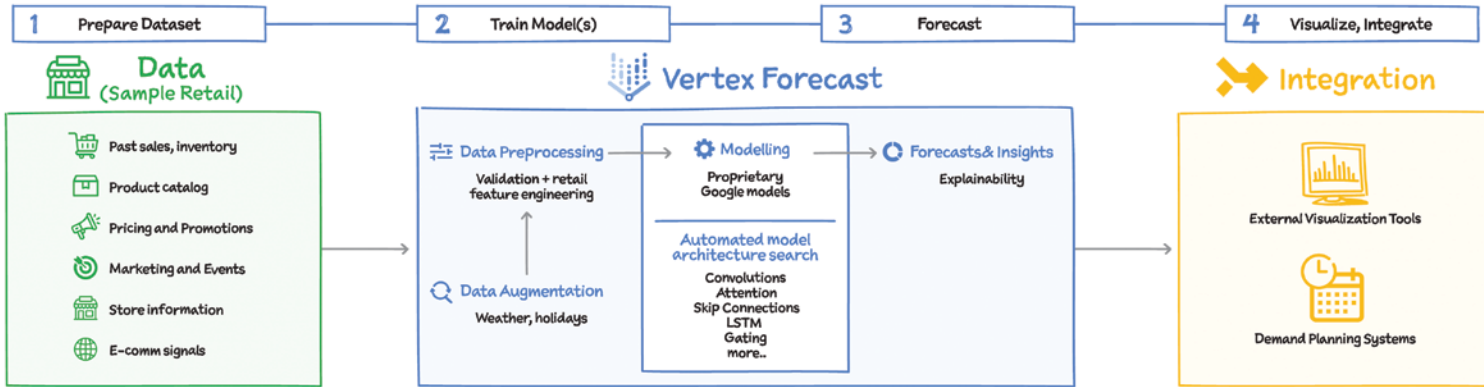 1 Prepare Dataset
2 Train Model(s)
3 Forecast
4 Visualize, Integrate
Data
(Sample Retail)
Past sales, inventory
Product catalog
Pricing and Promotions
Marketing and Events
Store information
E-comm signals
Vertex Forecast
Data Preprocessing
Validation + retail
feature engineering
Data Augmentation
Weather, holidays
Modelling
Proprietary
Google models
Automated model
architecture search
Convolutions
Attention
Skip Connections
LSTM
Gating
more..
Forecasts& Insights
Explainability
Integration
External Visualization Tools
Demand Planning Systems